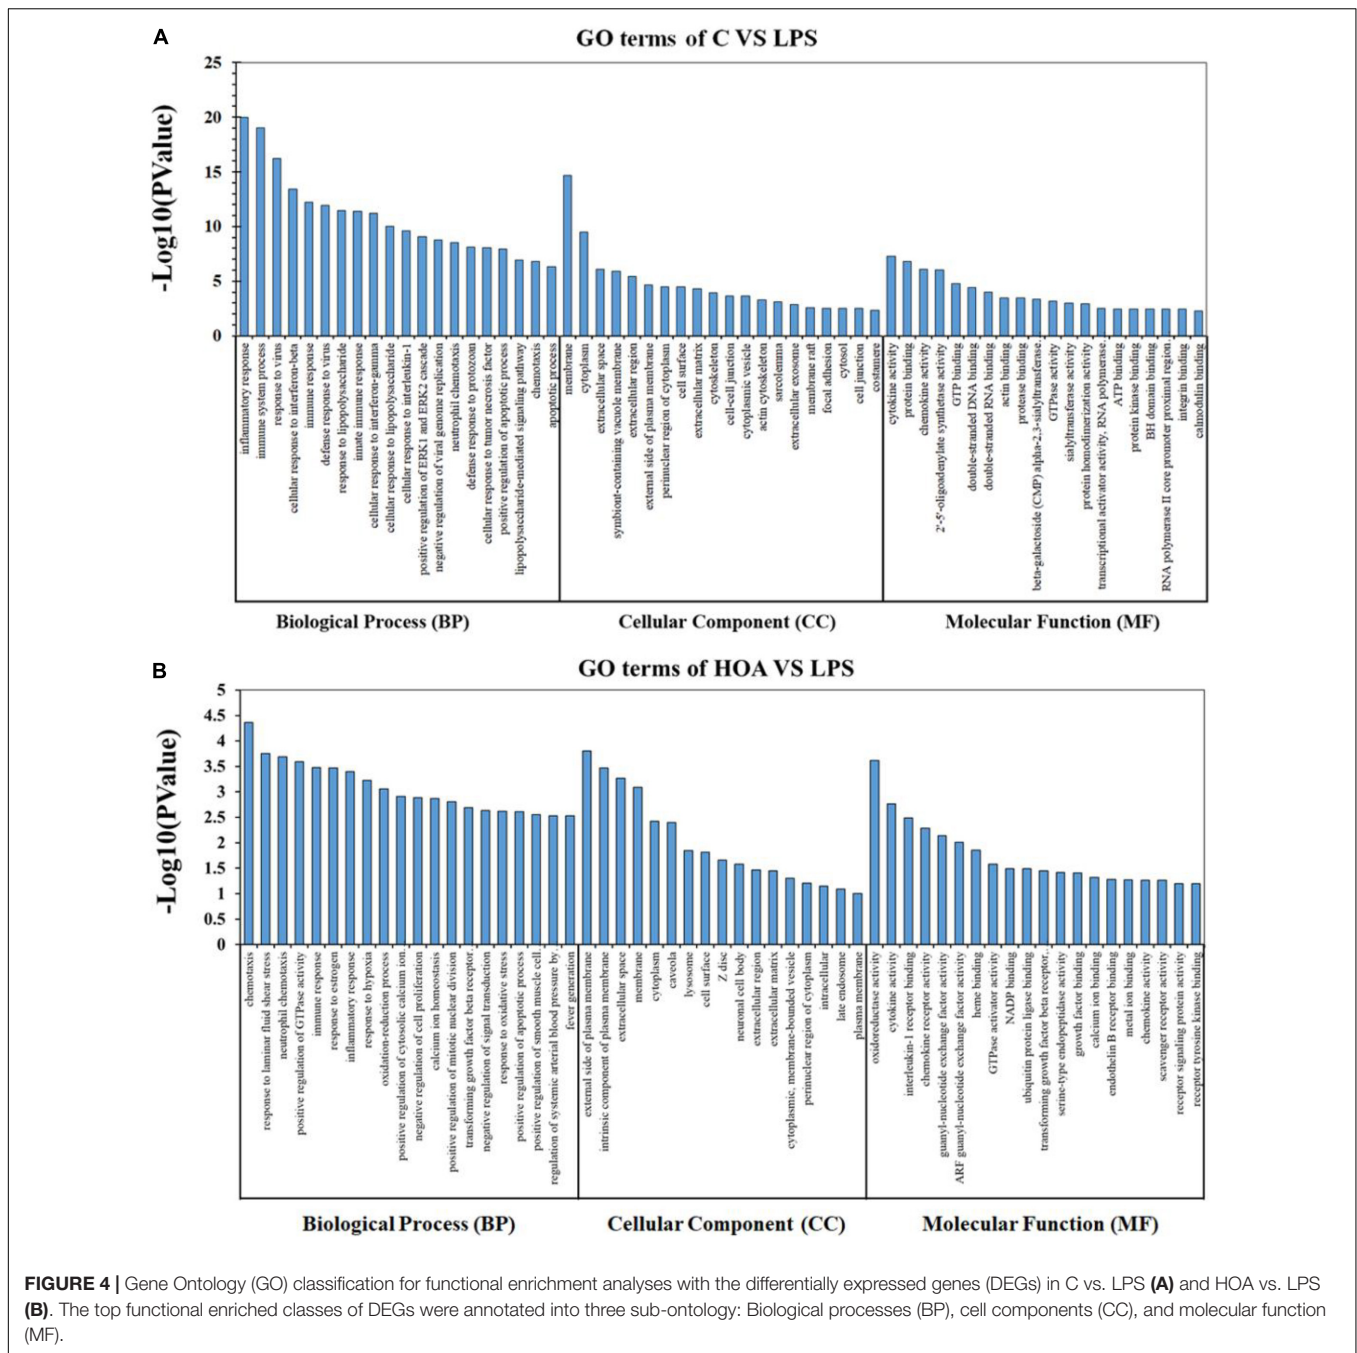 A
GO terms of C VS LPS
-Log10(PValue)
25
20
15
10
5
0
inflammatory response
immune system process
response to virus
cellular response to interferon-beta
immune response
defense response to virus
response to lipopolysaccharide
innate immune response
cellular response to interferon-gamma
cellular response to lipopolysaccharide
cellular response to interleukin-1
positive regulation of ERK1 and ERK2 cascade
negative regulation of viral genome replication
neutrophil chemotaxis
defense response to protozoan
cellular response to tumor necrosis factor
positive regulation of apoptotic process
lipopolysaccharide-mediated signaling pathway
chemotaxis
apoptotic process
membrane
cytoplasm
extracellular space
symbiont-containing vacuole membrane
extracellular region
external side of plasma membrane
perinuclear region of cytoplasm
cell surface
extracellular matrix
cytoskeleton
cell-cell junction
cytoplasmic vesicle
actin cytoskeleton
sarcolemma
extracellular exosome
membrane raft
focal adhesion
cytosol
cell junction
costamere
cytokine activity
protein binding
chemokine activity
2'-5'-oligoadenylate synthetase activity
GTP binding
double-stranded DNA binding
double-stranded RNA binding
actin binding
protease binding
beta-galactoside (CMP) alpha-2,3-sialyltransferase.
GTPase activity
sialyltransferase activity
protein homodimerization activity
transcriptional activator activity, RNA polymerase.
ATP binding
protein kinase binding
BH domain binding
RNA polymerase II core promoter proximal region.
integrin binding
calmodulin binding
Biological Process (BP)
Cellular Component (CC)
Molecular Function (MF)
B
GO terms of HOA VS LPS
-Log10(PValue)
5
4.5
4
3.5
3
2.5
2
1.5
1
0.5
0
chemotaxis
response to laminar fluid shear stress
neutrophil chemotaxis
positive regulation of GTPase activity
immune response
response to estrogen
inflammatory response
response to hypoxia
oxidation-reduction process
positive regulation of cytosolic calcium ion.
negative regulation of cell proliferation
calcium ion homeostasis
positive regulation of mitotic nuclear division
transforming growth factor beta receptor.
negative regulation of signal transduction
response to oxidative stress
positive regulation of apoptotic process
positive regulation of smooth muscle cell.
regulation of systemic arterial blood pressure by.
fever generation
external side of plasma membrane
intrinsic component of plasma membrane
extracellular space
membrane
cytoplasm
caveola
lysosome
cell surface
Z disc
neuronal cell body
extracellular region
extracellular matrix
cytoplasmic, membrane-bounded vesicle
perinuclear region of cytoplasm
intracellular
late endosome
plasma membrane
oxidoreductase activity
cytokine activity
interleukin-1 receptor binding
chemokine receptor activity
guanyl-nucleotide exchange factor activity
ARF guanyl-nucleotide exchange factor activity
heme binding
GTPase activator activity
NADP binding
ubiquitin protein ligase binding
transforming growth factor beta receptor..
serine-type endopeptidase activity
growth factor binding
calcium ion binding
endothelin B receptor binding
metal ion binding
chemokine activity
scavenger receptor activity
receptor signaling protein activity
receptor tyrosine kinase binding
Biological Process (BP)
Cellular Component (CC)
Molecular Function (MF)
FIGURE 4 | Gene Ontology (GO) classification for functional enrichment analyses with the differentially expressed genes (DEGs) in C vs. LPS (A) and HOA vs. LPS
(B). The top functional enriched classes of DEGs were annotated into three sub-ontology: Biological processes (BP), cell components (CC), and molecular function
(MF).